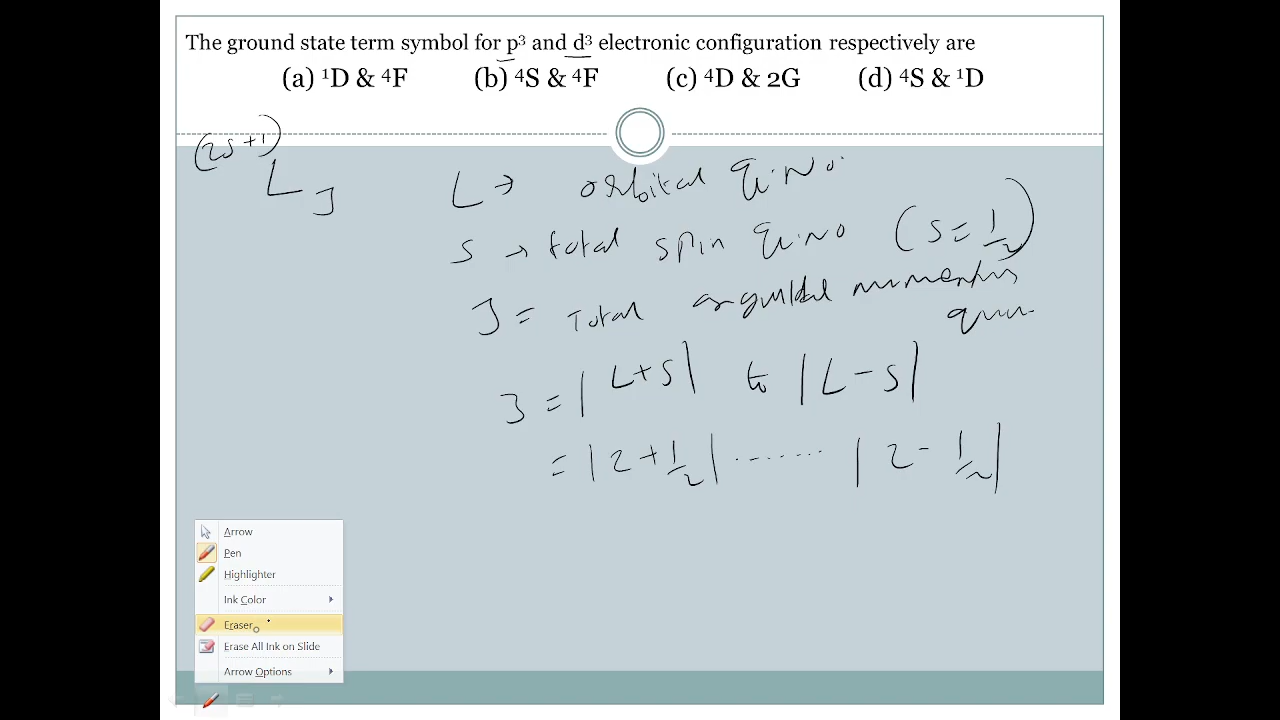 The ground state term symbol for p³ and d³ electronic configuration respectively are
(a) ¹D & ⁴F (b) ⁴S & ⁴F (c) ⁴D & 2G (d) ⁴S & ¹D
(2S+1)
L J
L → orbital q.No.
S → total spin q.No (S = 1/2)
J = Total angular momentum
J = |L+S| to |L-S|
= |2+1/2| ....... |2-1/2|
Arrow
Pen
Highlighter
Ink Color
Eraser
Erase All Ink on Slide
Arrow Options